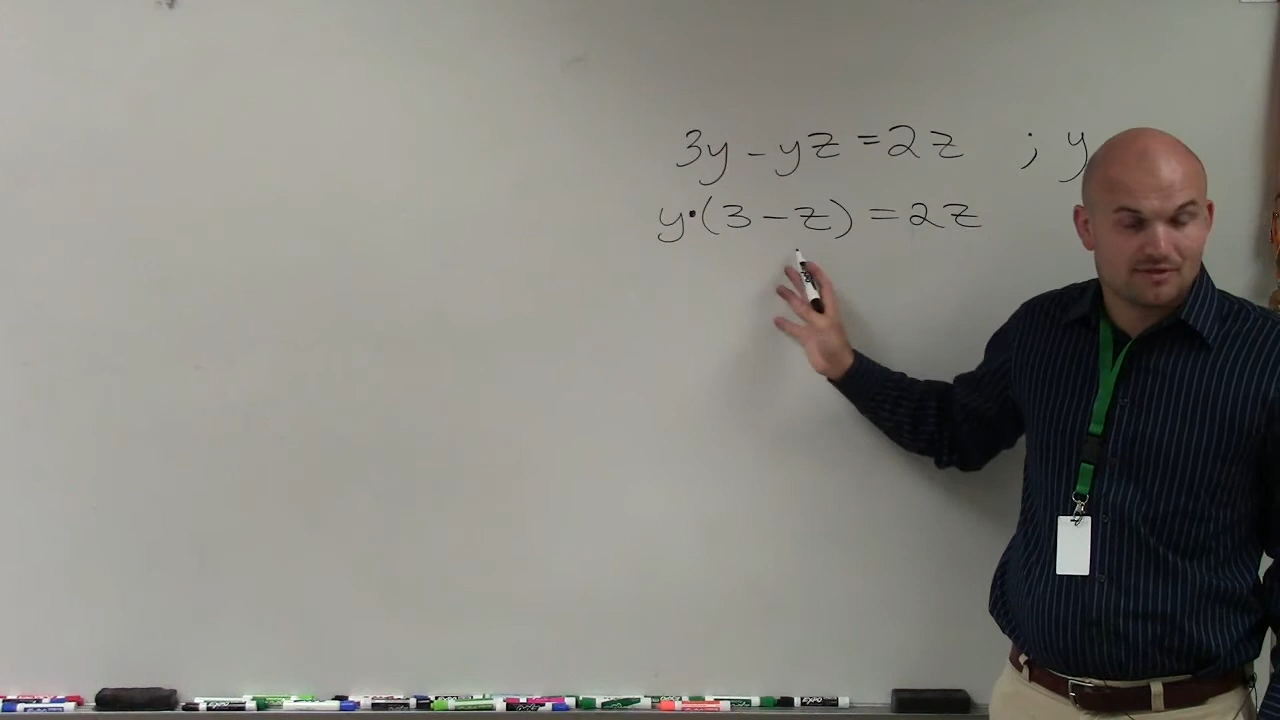 3y - yz = 2z ; y
y·(3 - z) = 2z